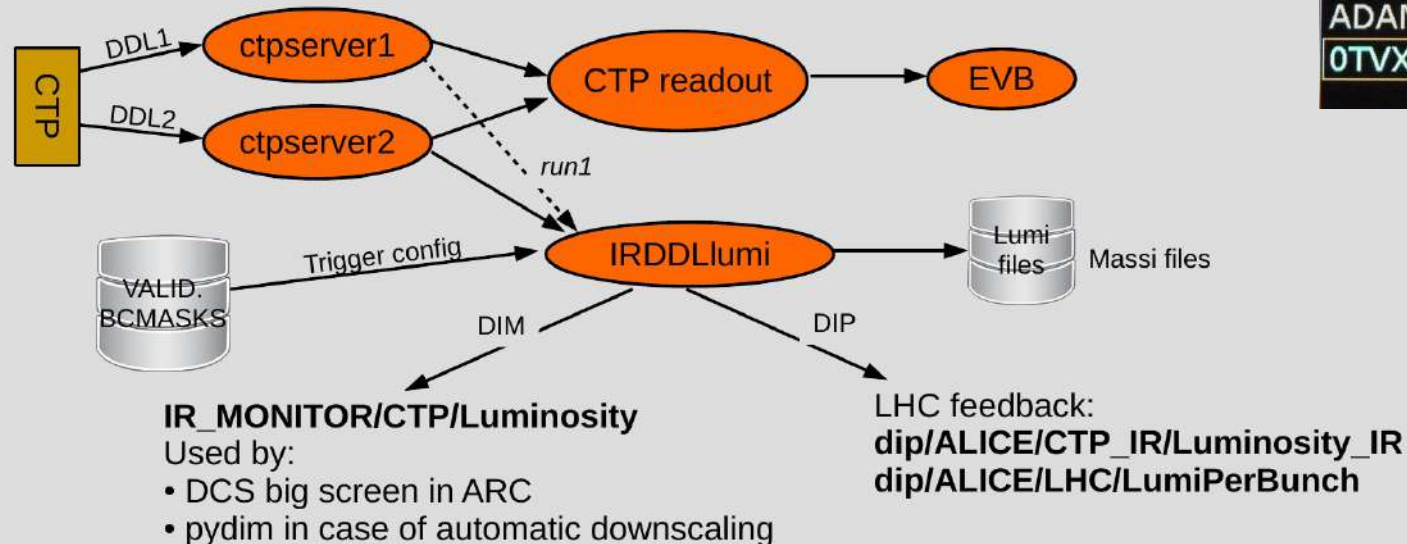 ADAM
0TVX
DDL1
ctpserver1
CTP
CTP readout
EVB
DDL2
ctpserver2
run1
Trigger config
IRDDLlumi
Lumi
files
Massi files
VALID.
BCMASKS
DIM
DIP
IR_MONITOR/CTP/Luminosity
Used by:
• DCS big screen in ARC
• pydim in case of automatic downscaling
LHC feedback:
dip/ALICE/CTP_IR/Luminosity_IR
dip/ALICE/LHC/LumiPerBunch